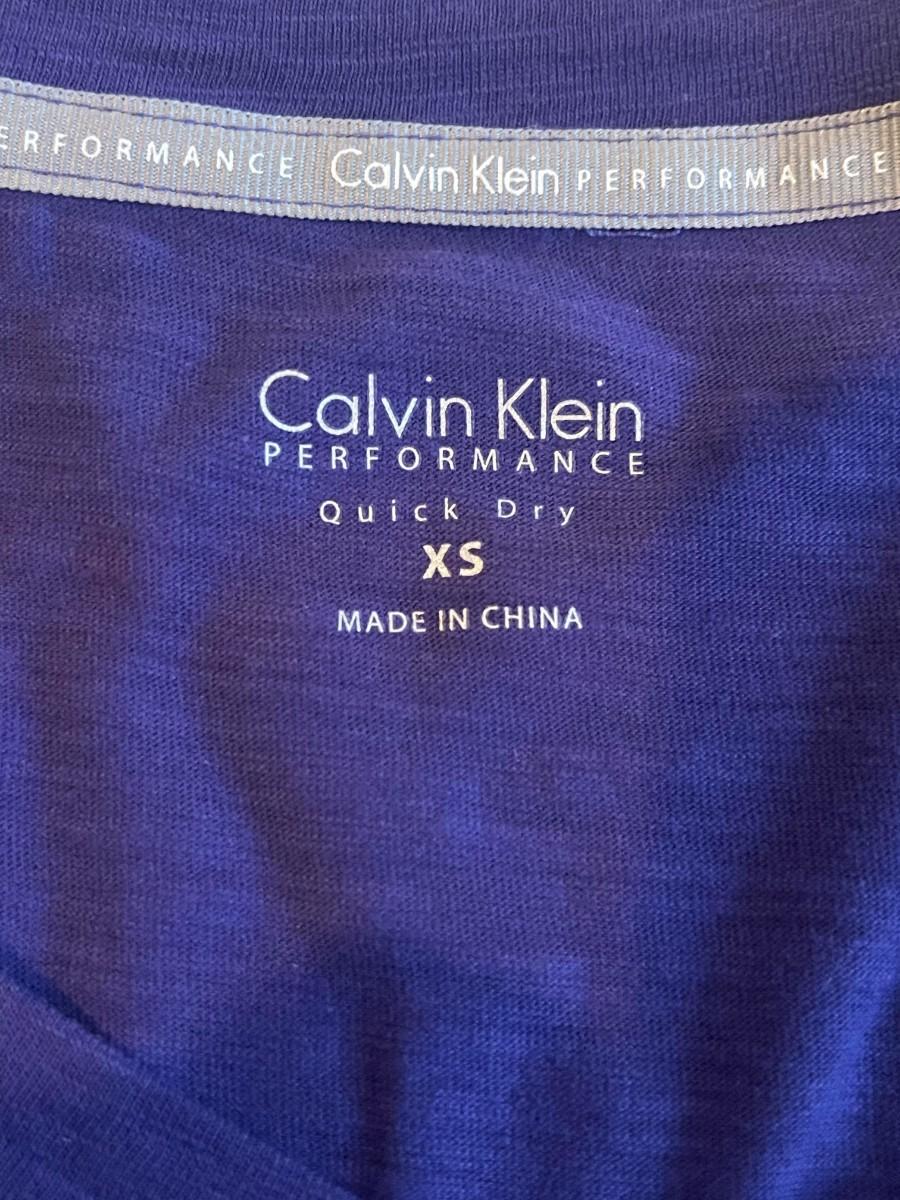 ERFORMANCE Calvin Klein PERFORMANCE
Calvin Klein
PERFORMANCE
Quick Dry
XS
MADE IN CHINA